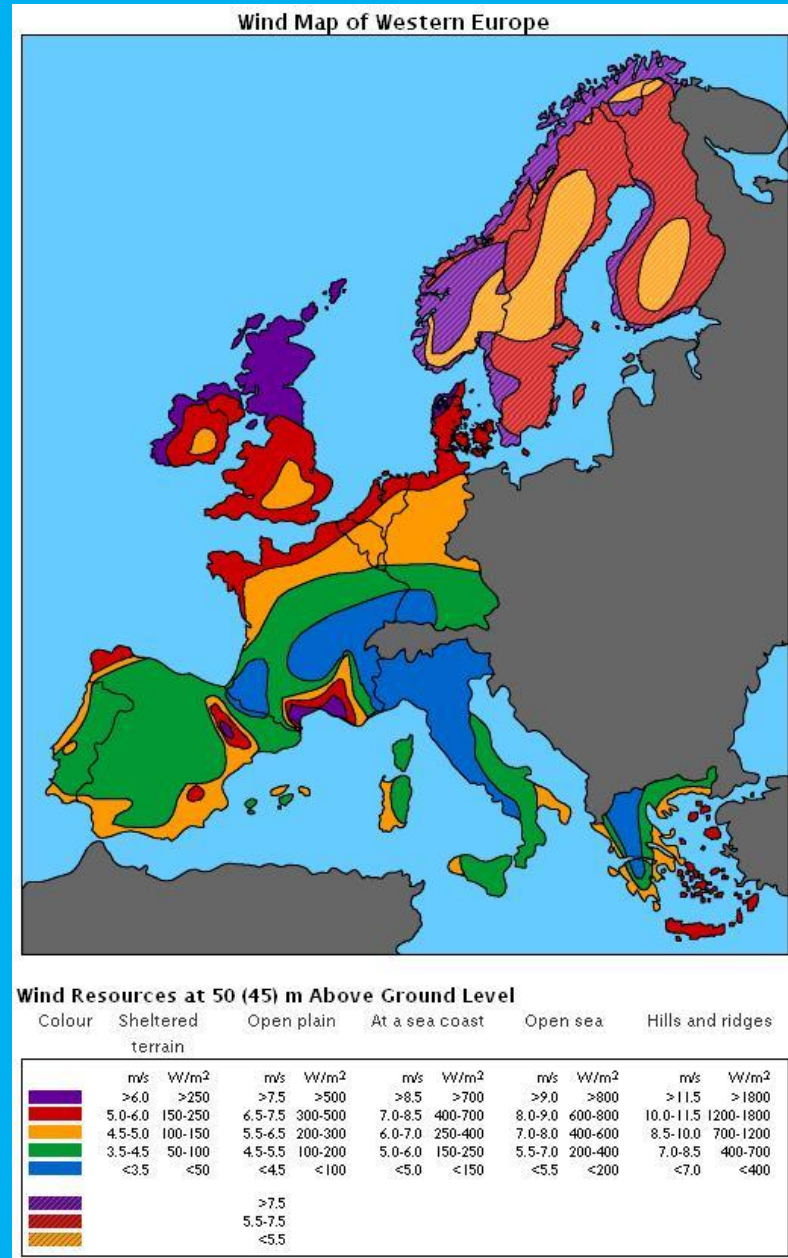 Wind Map of Western Europe
Wind Resources at 50 (45) m Above Ground Level
Colour Sheltered terrain Open plain At a sea coast Open sea Hills and ridges
m/s W/m² m/s W/m² m/s W/m² m/s W/m² m/s W/m²
>6.0 >250 >7.5 >500 >8.5 >700 >9.0 >800 >11.5 >1800
5.0-6.0 150-250 6.5-7.5 300-500 7.0-8.5 400-700 8.0-9.0 600-800 10.0-11.5 1200-1800
4.5-5.0 100-150 5.5-6.5 200-300 6.0-7.0 250-400 7.0-8.0 400-600 8.5-10.0 700-1200
3.5-4.5 50-100 4.5-5.5 100-200 5.0-6.0 150-250 5.5-7.0 200-400 7.0-8.5 400-700
<3.5 <50 <4.5 <100 <5.0 <150 <5.5 <200 <7.0 <400
>7.5
5.5-7.5
<5.5